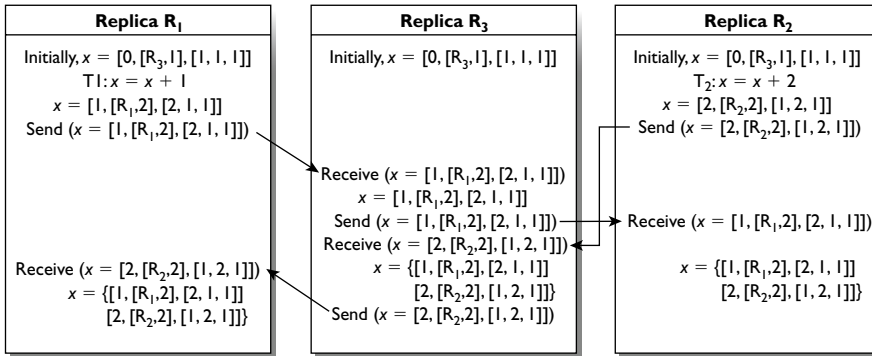 Replica R1
Initially, x = [0, [R3,1], [1, 1, 1]]
T1: x = x + 1
x = [1, [R1,2], [2, 1, 1]]
Send (x = [1, [R1,2], [2, 1, 1]])
Receive (x = [2, [R2,2], [1, 2, 1]])
x = {[1, [R1,2], [2, 1, 1]]
[2, [R2,2], [1, 2, 1]]}
Replica R3
Initially, x = [0, [R3,1], [1, 1, 1]]
Receive (x = [1, [R1,2], [2, 1, 1]])
x = [1, [R1,2], [2, 1, 1]]
Send (x = [1, [R1,2], [2, 1, 1]])
Receive (x = [2, [R2,2], [1, 2, 1]])
x = {[1, [R1,2], [2, 1, 1]]
[2, [R2,2], [1, 2, 1]]}
Send (x = [2, [R2,2], [1, 2, 1]])
Replica R2
Initially, x = [0, [R3,1], [1, 1, 1]]
T2: x = x + 2
x = [2, [R2,2], [1, 2, 1]]
Send (x = [2, [R2,2], [1, 2, 1]])
Receive (x = [1, [R1,2], [2, 1, 1]])
x = {[1, [R1,2], [2, 1, 1]]
[2, [R2,2], [1, 2, 1]]}